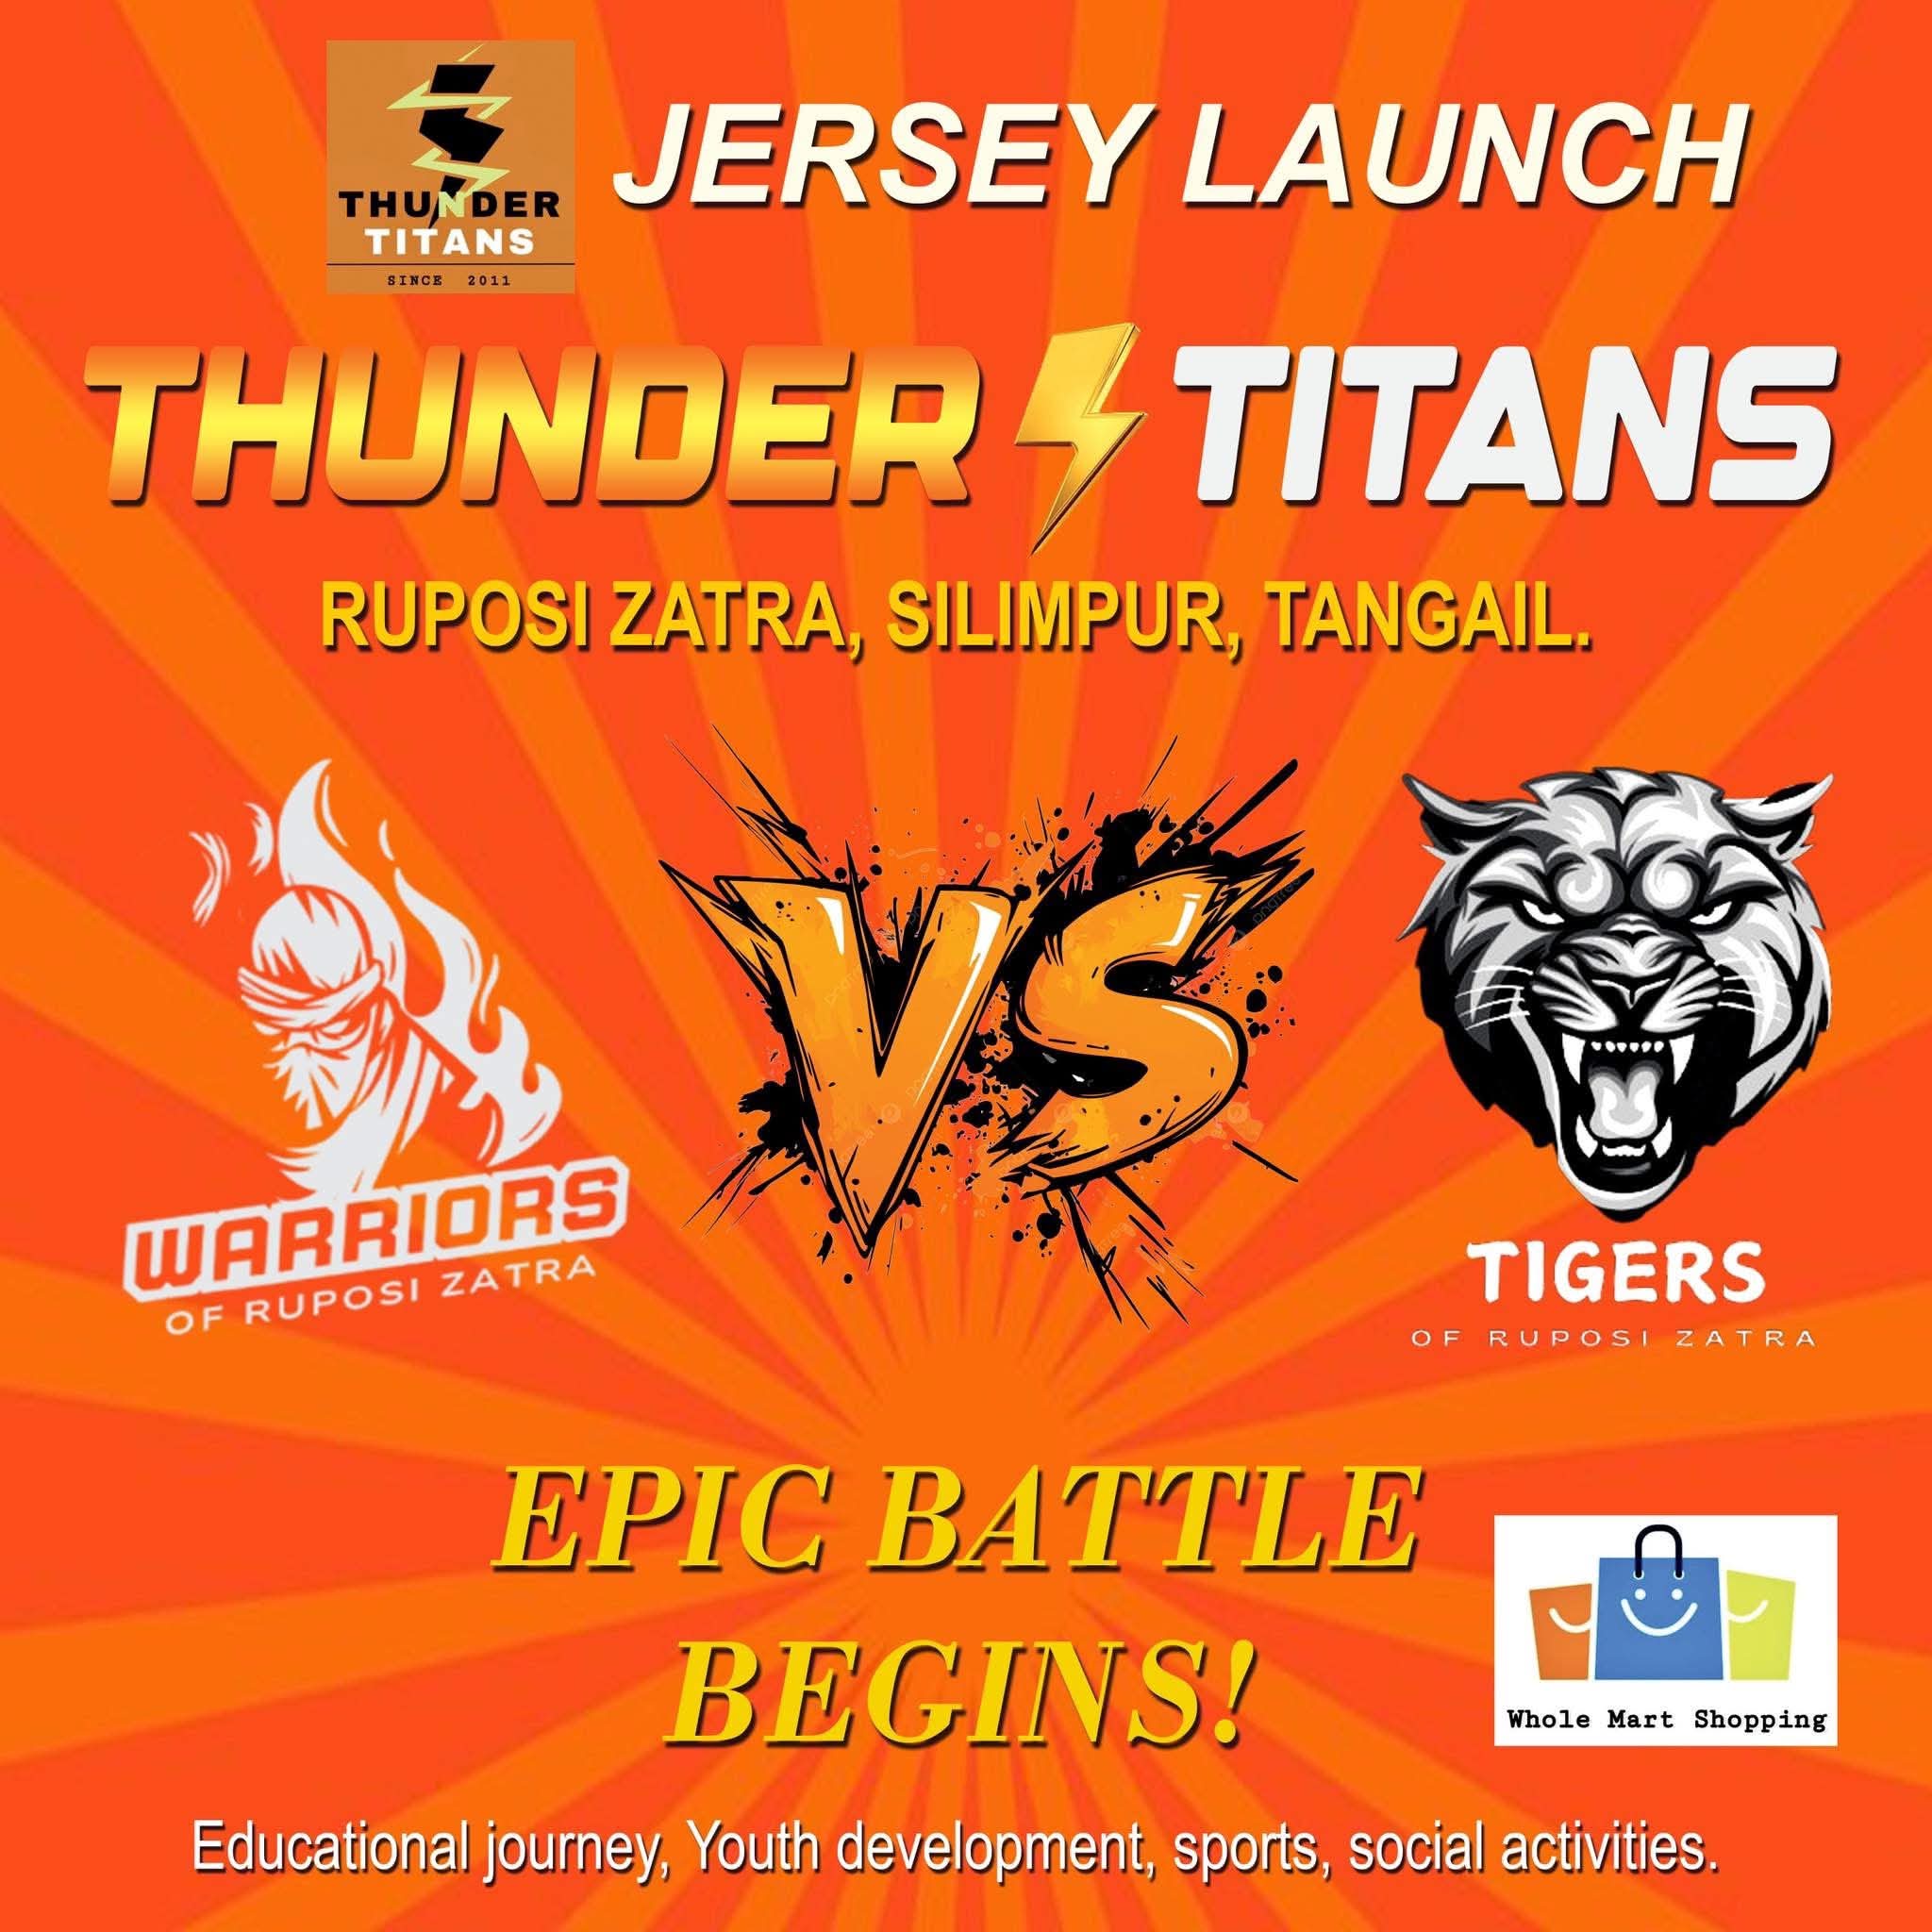 THUNDER
TITANS
SINCE 2011
JERSEY LAUNCH
THUNDER TITANS
RUPOSI ZATRA, SILIMPUR, TANGAIL.
WARRIORS
OF RUPOSI ZATRA
VS
TIGERS
OF RUPOSI ZATRA
EPIC BATTLE
BEGINS!
Whole Mart Shopping
Educational journey, Youth development, sports, social activities.